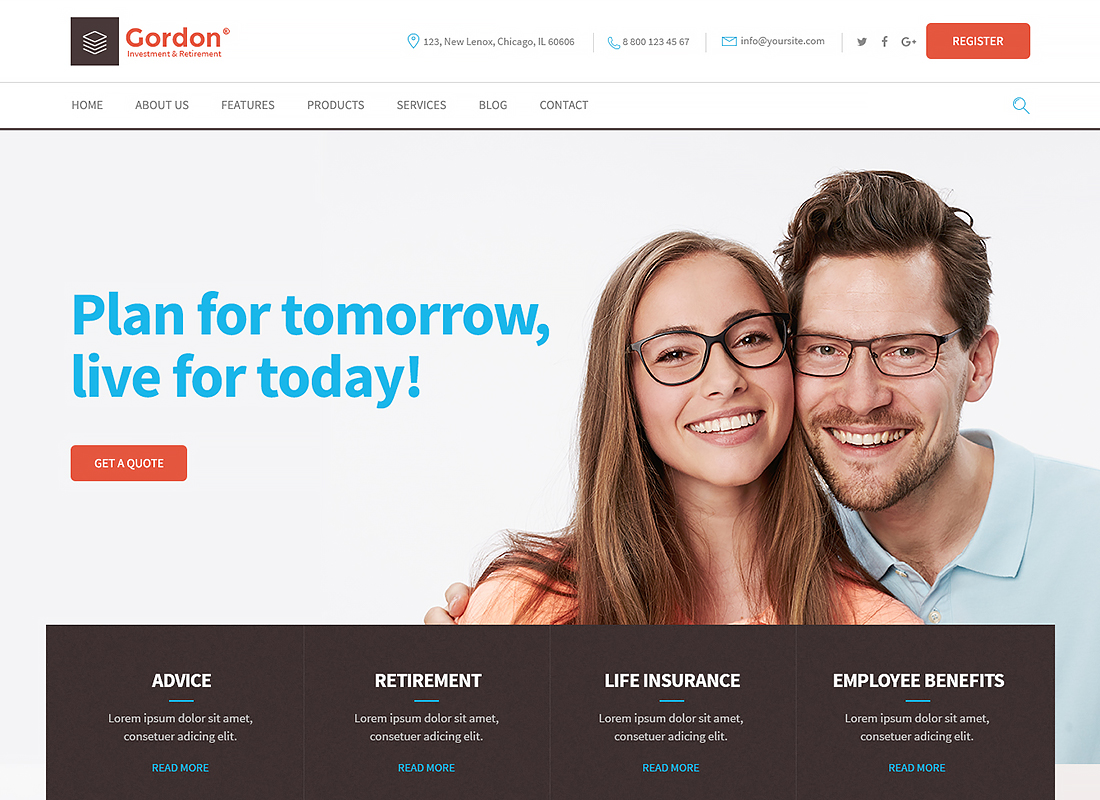 Gordon®
Investment & Retirement
123, New Lenox, Chicago, IL 60606
8 800 123 45 67
info@yoursite.com
REGISTER
HOME ABOUT US FEATURES PRODUCTS SERVICES BLOG CONTACT
Plan for tomorrow,
live for today!
GET A QUOTE
ADVICE
Lorem ipsum dolor sit amet,
consetuer adicing elit.
READ MORE
RETIREMENT
Lorem ipsum dolor sit amet,
consetuer adicing elit.
READ MORE
LIFE INSURANCE
Lorem ipsum dolor sit amet,
consetuer adicing elit.
READ MORE
EMPLOYEE BENEFITS
Lorem ipsum dolor sit amet,
consetuer adicing elit.
READ MORE